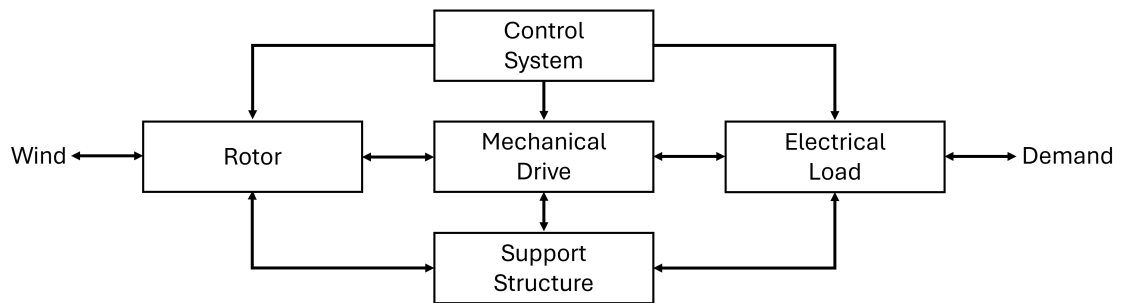 Control
System
Wind
Rotor
Mechanical
Drive
Electrical
Load
Demand
Support
Structure